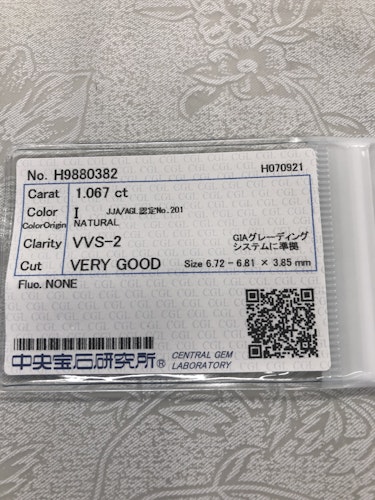 No. H9880382 H070921
Carat 1.067 ct
Color I JJA/AGL認定No.201
ColorOrigin NATURAL
Clarity VVS-2 GIAグレーディング
システムに準拠
Cut VERY GOOD Size 6.72 - 6.81 × 3.85 mm
Fluo. NONE
中央宝石研究所® CENTRAL GEM
LABORATORY